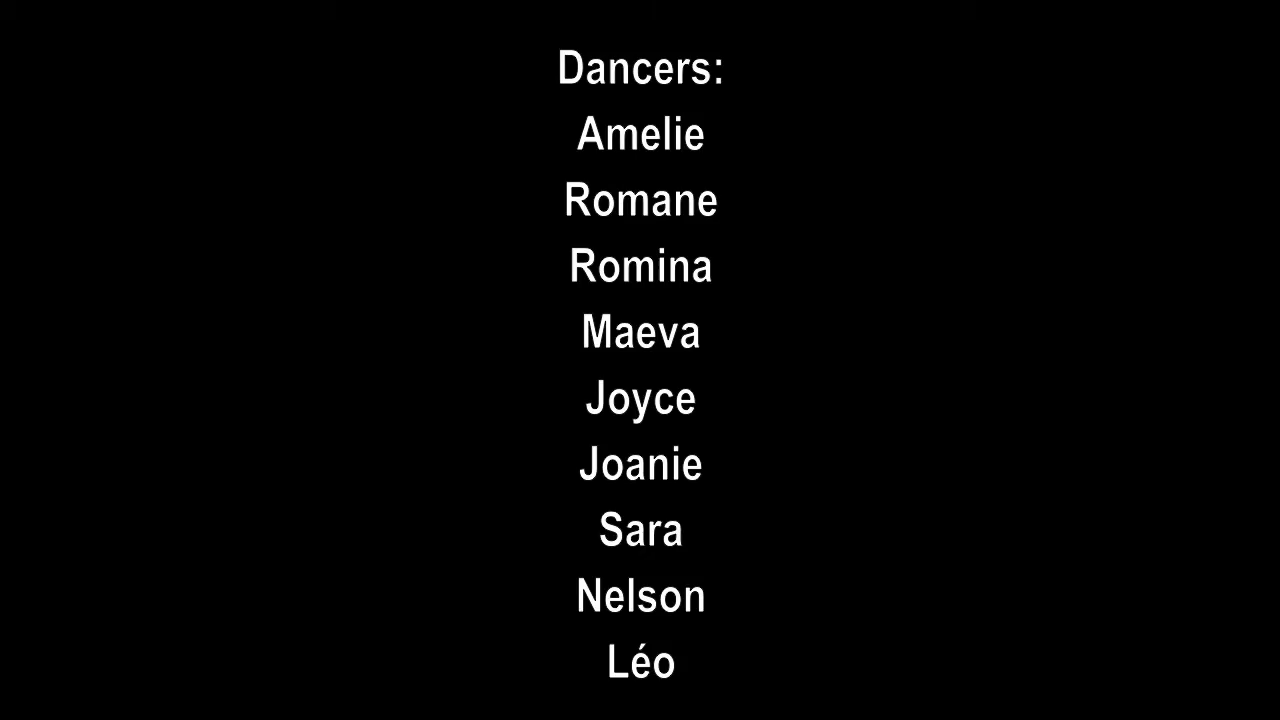 Dancers:
Amelie
Romane
Romina
Maeva
Joyce
Joanie
Sara
Nelson
Léo